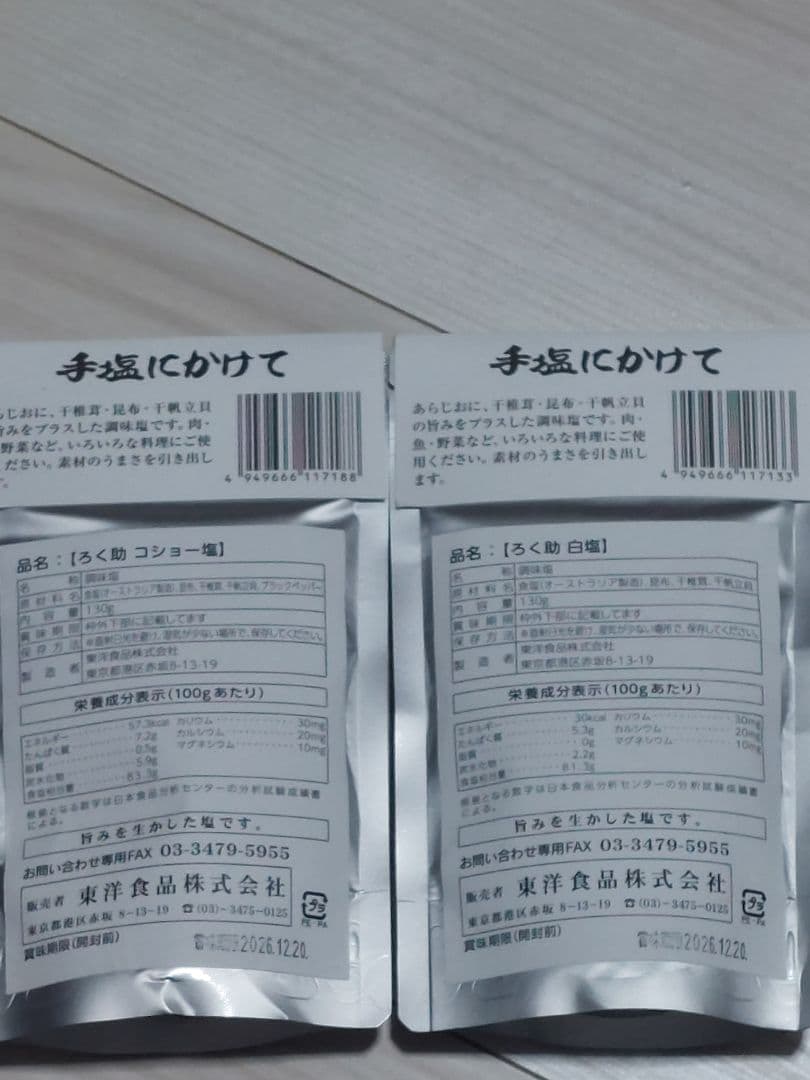 手塩にかけて
らじおに、干椎茸・昆布・干帆立貝
旨みをプラスした調味塩です。肉・
・野菜など、いろいろな料理にご使
ください。素材のうまさを引き出し
。
4 949666 117188
品名：【ろく助 コショー塩】
名 称 調味塩
原材料名 食塩(オーストラリア製造)、昆布、干椎茸、干帆立貝、ブラックペッパー
内容量 130g
賞味期限 枠外下部に記載してます
保存方法 ※直射日光を避け、湿気が少ない場所で、保存してください。
製造者 東洋食品株式会社
東京都港区赤坂8-13-19
栄養成分表示(100gあたり)
エネルギー 57.3kcal カリウム 30mg
たんぱく質 7.2g カルシウム 20mg
脂質 0.5g マグネシウム 10mg
炭水化物 5.9g
食塩相当量 83.3g
根拠となる数字は日本食品分析センターの分析試験成績書
による。
旨みを生かした塩です。
お問い合わせ専用FAX 03-3479-5955
販売者 東洋食品株式会社
東京都港区赤坂 8-13-19 ☎(03)-3475-0125
プラ
PE・PA
賞味期限(開封前)
2026.12.20
手塩にかけて
あらじおに、干椎茸・昆布・干帆立貝
の旨みをプラスした調味塩です。肉・
魚・野菜など、いろいろな料理にご使
用ください。素材のうまさを引き出し
ます。
4 949666 117133
品名：【ろく助 白塩】
名 称 調味塩
原材料名 食塩(オーストラリア製造)、昆布、干椎茸、干帆立貝
内容量 130g
賞味期限 枠外下部に記載してます
保存方法 ※直射日光を避け、湿気が少ない場所で、保存してください。
製造者 東洋食品株式会社
東京都港区赤坂8-13-19
栄養成分表示(100gあたり)
エネルギー 30kcal カリウム 30mg
たんぱく質 5.3g カルシウム 20mg
脂質 0g マグネシウム 10mg
炭水化物 2.2g
食塩相当量 81.3g
根拠となる数字は日本食品分析センターの分析試験成績書
による。
旨みを生かした塩です。
お問い合わせ専用FAX 03-3479-5955
販売者 東洋食品株式会社
東京都港区赤坂 8-13-19 ☎(03)-3475-0125
プラ
PE・PA
賞味期限(開封前)
2026.12.20